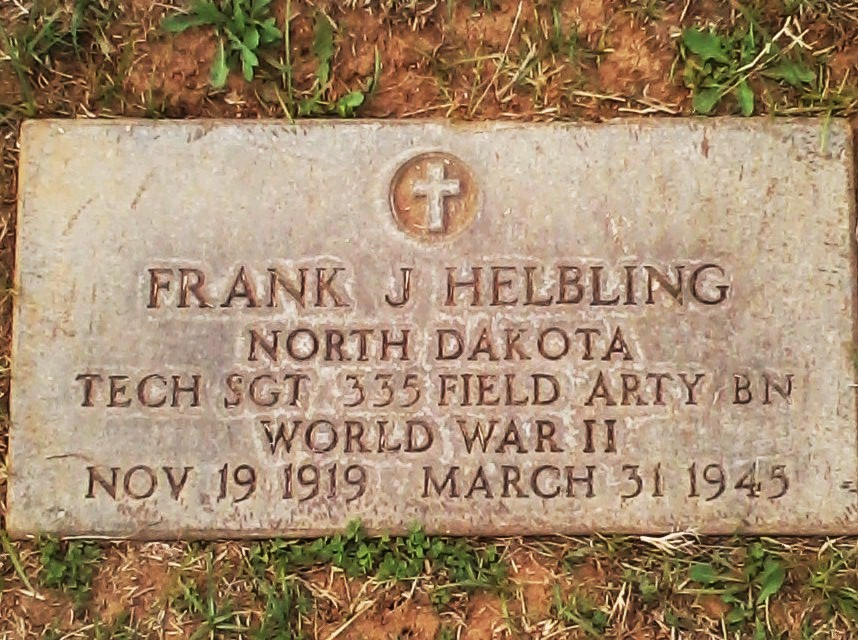 FRANK J HELBLING
NORTH DAKOTA
TECH SGT 335 FIELD ARTY BN
WORLD WAR II
NOV 19 1919 MARCH 31 1945